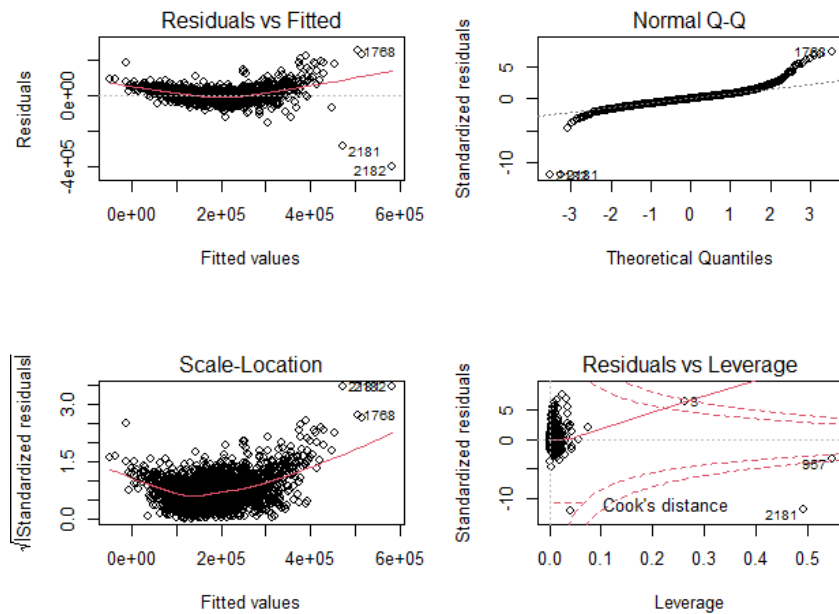 Residuals vs Fitted
Residuals
-4e+05
0e+00
1768
2181
2182
0e+00
2e+05
4e+05
6e+05
Fitted values
Normal Q-Q
Standardized residuals
-10
0
5
1768
2181
-3
-2
-1
0
1
2
3
Theoretical Quantiles
Scale-Location
√|Standardized residuals|
0.0
1.5
3.0
1768
0e+00
2e+05
4e+05
6e+05
Fitted values
Residuals vs Leverage
Standardized residuals
-10
0
5
957
Cook's distance
2181
0.0
0.1
0.2
0.3
0.4
0.5
Leverage